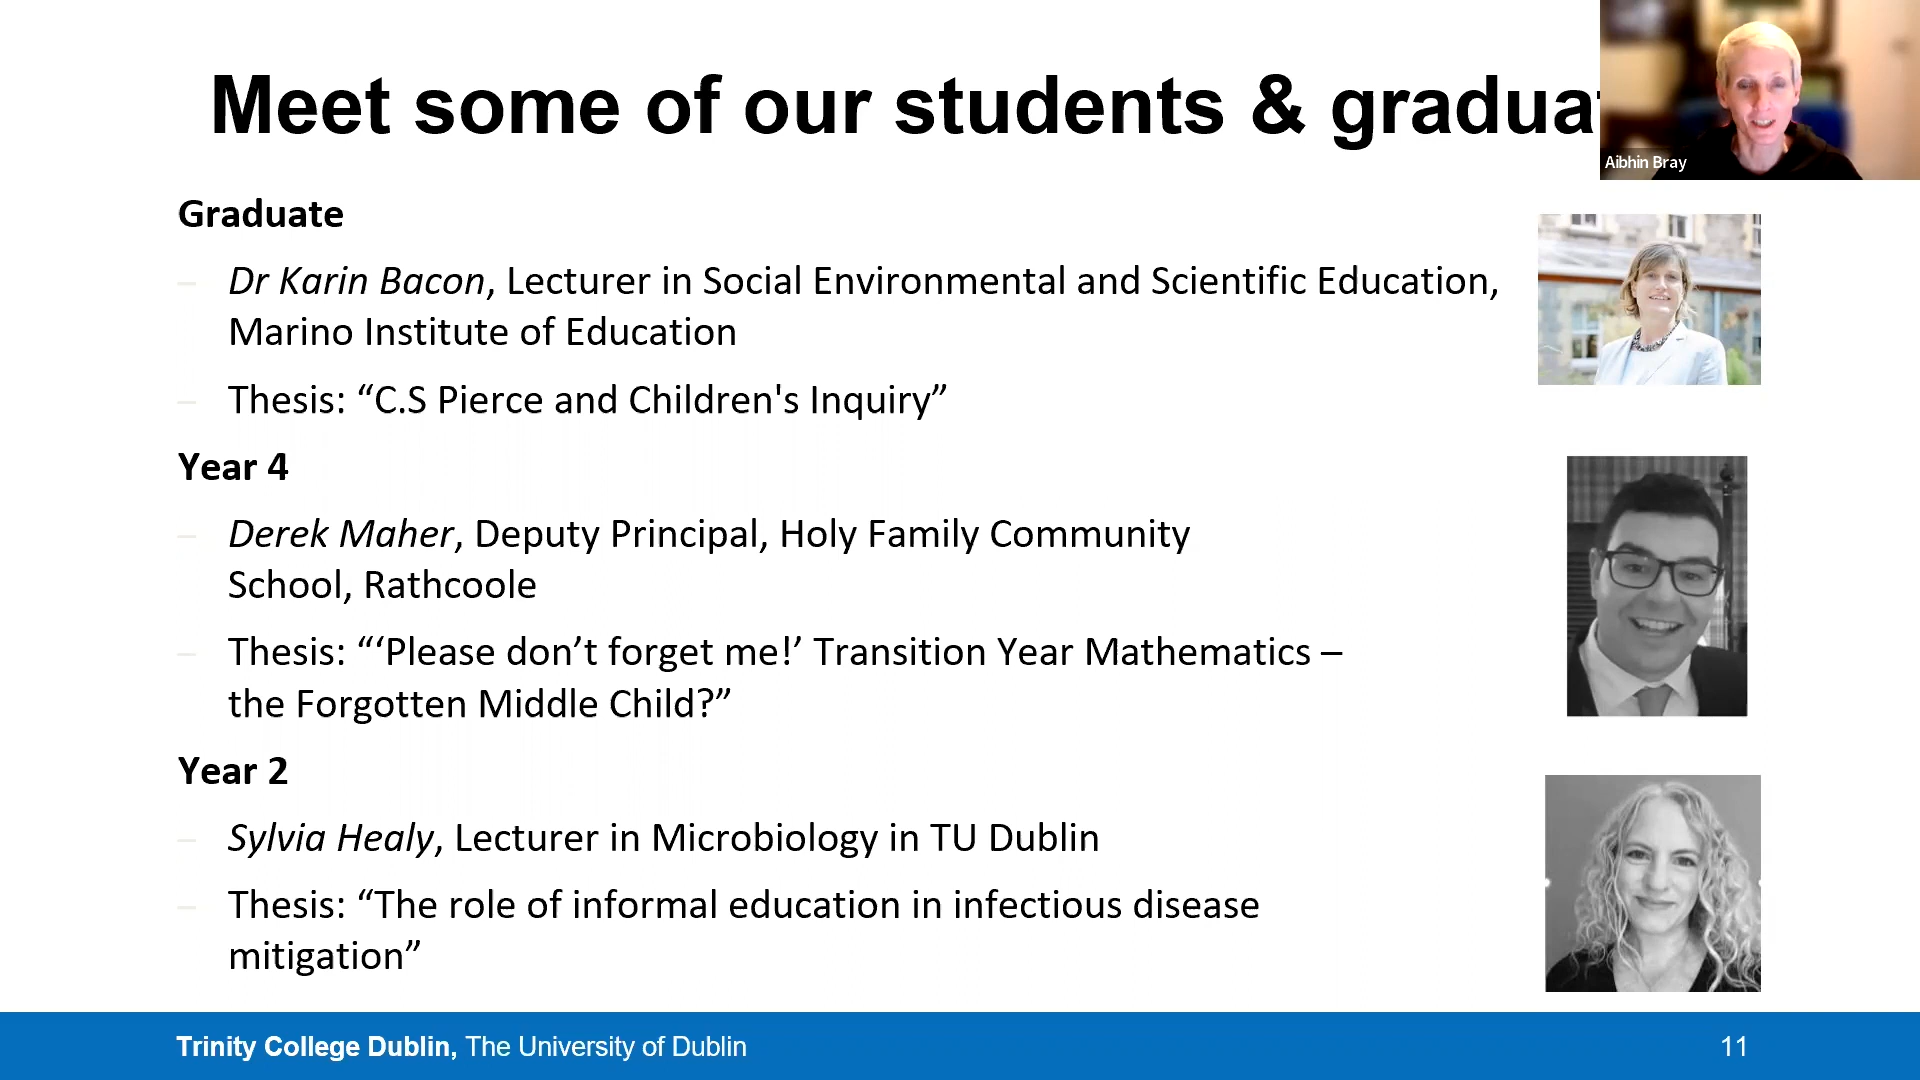 Meet some of our students & gradua
Aibhin Bray
Graduate
– Dr Karin Bacon, Lecturer in Social Environmental and Scientific Education,
Marino Institute of Education
– Thesis: “C.S Pierce and Children's Inquiry”
Year 4
– Derek Maher, Deputy Principal, Holy Family Community
School, Rathcoole
– Thesis: “‘Please don’t forget me!’ Transition Year Mathematics –
the Forgotten Middle Child?”
Year 2
– Sylvia Healy, Lecturer in Microbiology in TU Dublin
– Thesis: “The role of informal education in infectious disease
mitigation”
Trinity College Dublin, The University of Dublin
11